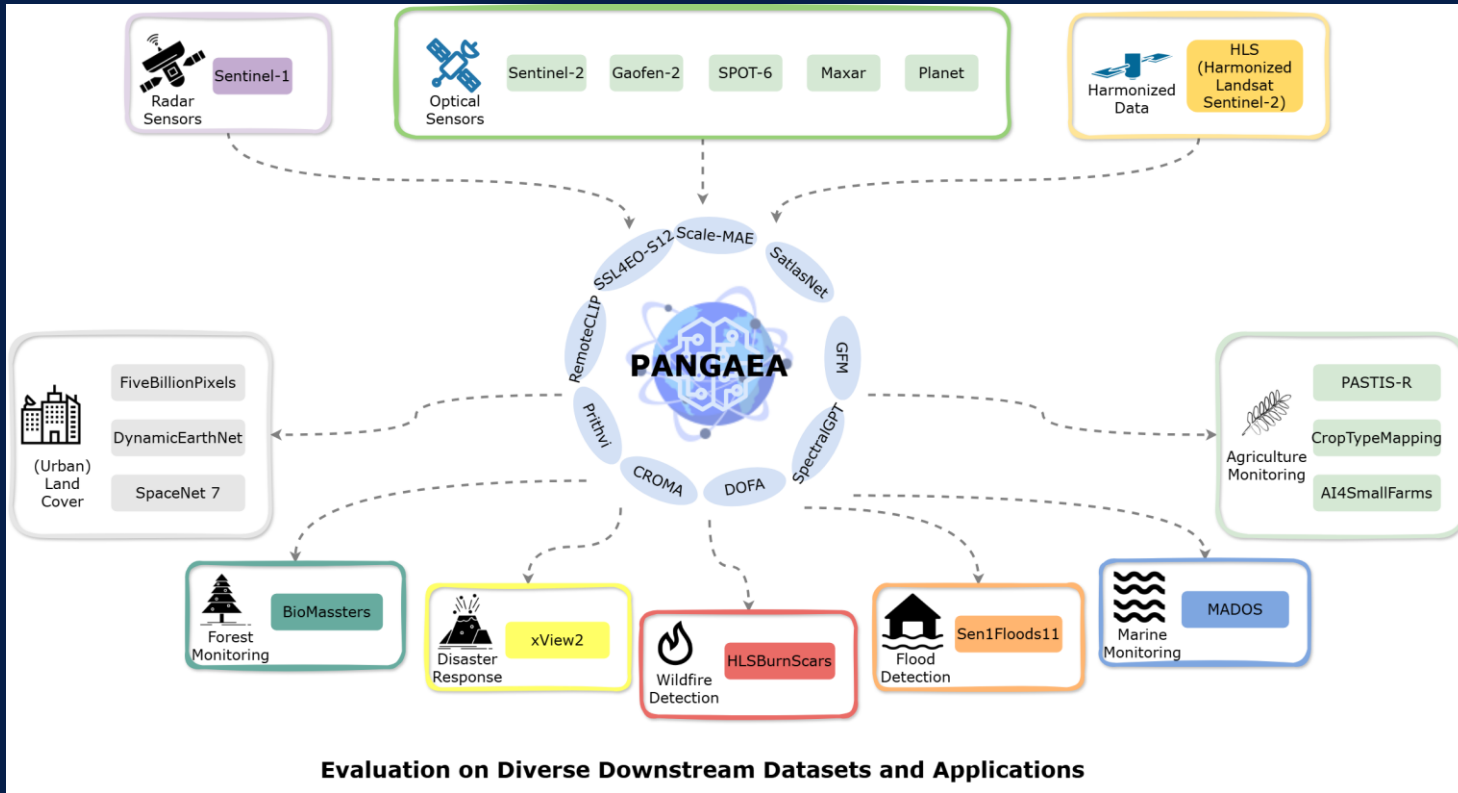 Radar
Sensors
Sentinel-1
Optical
Sensors
Sentinel-2
Gaofen-2
SPOT-6
Maxar
Planet
Harmonized
Data
HLS
(Harmonized
Landsat
Sentinel-2)
SSL4EO-S12
Scale-MAE
SatlasNet
RemoteCLIP
GFM
PANGAEA
Prithvi
SpectralGPT
CROMA
DOFA
(Urban)
Land
Cover
FiveBillionPixels
DynamicEarthNet
SpaceNet 7
Agriculture
Monitoring
PASTIS-R
CropTypeMapping
AI4SmallFarms
Forest
Monitoring
BioMassters
Disaster
Response
xView2
Wildfire
Detection
HLSBurnScars
Flood
Detection
Sen1Floods11
Marine
Monitoring
MADOS
Evaluation on Diverse Downstream Datasets and Applications